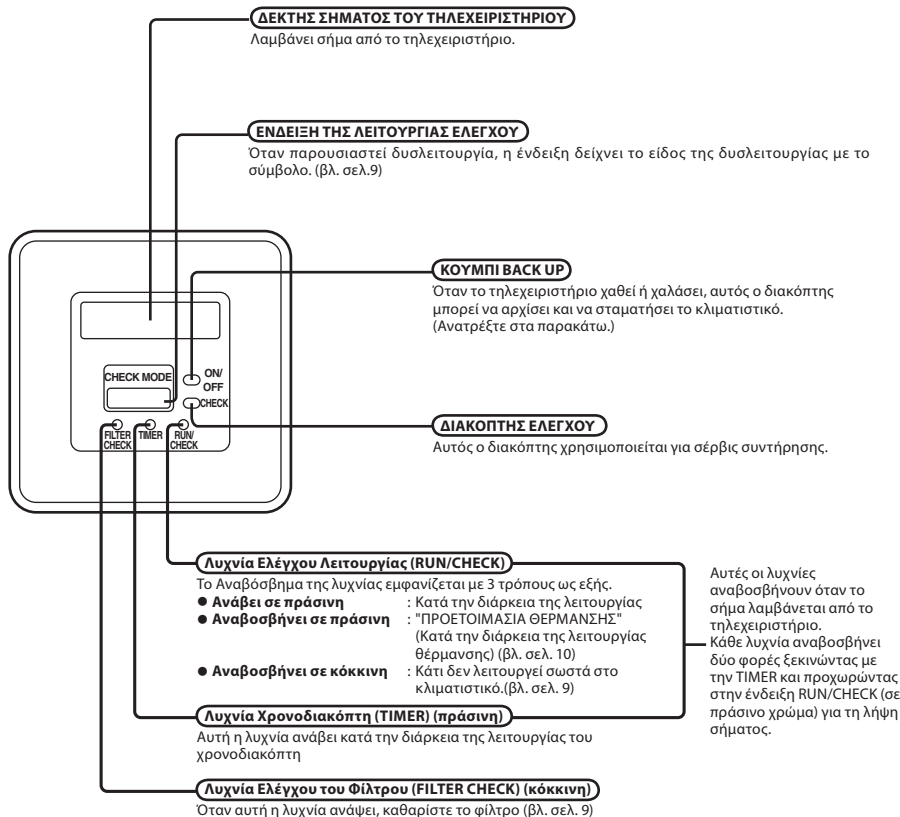 ΔΕΚΤΗΣ ΣΗΜΑΤΟΣ ΤΟΥ ΤΗΛΕΧΕΙΡΙΣΤΗΡΙΟΥ
Λαμβάνει σήμα από το τηλεχειριστήριο.
ΕΝΔΕΙΞΗ ΤΗΣ ΛΕΙΤΟΥΡΓΙΑΣ ΕΛΕΓΧΟΥ
Όταν παρουσιαστεί δυσλειτουργία, η ένδειξη δείχνει το είδος της δυσλειτουργίας με το
σύμβολο. (βλ. σελ.9)
ΚΟΥΜΠΙ BACK UP
Όταν το τηλεχειριστήριο χαθεί ή χαλάσει, αυτός ο διακόπτης
μπορεί να αρχίσει και να σταματήσει το κλιματιστικό.
(Ανατρέξτε στα παρακάτω.)
CHECK MODE
ON/
OFF
CHECK
FILTER
CHECK
TIMER
RUN/
CHECK
ΔΙΑΚΟΠΤΗΣ ΕΛΕΓΧΟΥ
Αυτός ο διακόπτης χρησιμοποιείται για σέρβις συντήρησης.
Λυχνία Ελέγχου Λειτουργίας (RUN/CHECK)
Το Αναβόσβημα της λυχνίας εμφανίζεται με 3 τρόπους ως εξής.
● Ανάβει σε πράσινη : Κατά την διάρκεια της λειτουργίας
● Αναβοσβήνει σε πράσινη : "ΠΡΟΕΤΟΙΜΑΣΙΑ ΘΕΡΜΑΝΣΗΣ"
(Κατά την διάρκεια της λειτουργίας
θέρμανσης) (βλ. σελ. 10)
● Αναβοσβήνει σε κόκκινη : Κάτι δεν λειτουργεί σωστά στο
κλιματιστικό.(βλ. σελ. 9)
Λυχνία Χρονοδιακόπτη (TIMER) (πράσινη)
Αυτή η λυχνία ανάβει κατά την διάρκεια της λειτουργίας του
χρονοδιακόπτη
Λυχνία Ελέγχου του Φίλτρου (FILTER CHECK) (κόκκινη)
Όταν αυτή η λυχνία ανάψει, καθαρίστε το φίλτρο (βλ. σελ. 9)
Αυτές οι λυχνίες
αναβοσβήνουν όταν το
σήμα λαμβάνεται από το
τηλεχειριστήριο.
Κάθε λυχνία αναβοσβήνει
δύο φορές ξεκινώντας με
την TIMER και προχωρώντας
στην ένδειξη RUN/CHECK (σε
πράσινο χρώμα) για τη λήψη
σήματος.